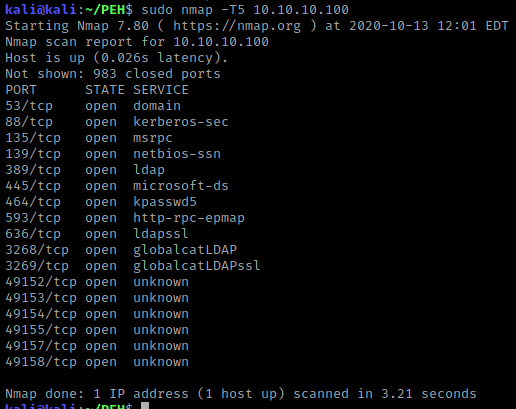 kali@kali:~/PEH$ sudo nmap -T5 10.10.10.100
Starting Nmap 7.80 ( https://nmap.org ) at 2020-10-13 12:01 EDT
Nmap scan report for 10.10.10.100
Host is up (0.026s latency).
Not shown: 983 closed ports
PORT      STATE SERVICE
53/tcp    open  domain
88/tcp    open  kerberos-sec
135/tcp   open  msrpc
139/tcp   open  netbios-ssn
389/tcp   open  ldap
445/tcp   open  microsoft-ds
464/tcp   open  kpasswd5
593/tcp   open  http-rpc-epmap
636/tcp   open  ldapssl
3268/tcp  open  globalcatLDAP
3269/tcp  open  globalcatLDAPssl
49152/tcp open  unknown
49153/tcp open  unknown
49154/tcp open  unknown
49155/tcp open  unknown
49157/tcp open  unknown
49158/tcp open  unknown

Nmap done: 1 IP address (1 host up) scanned in 3.21 seconds
kali@kali:~/PEH$